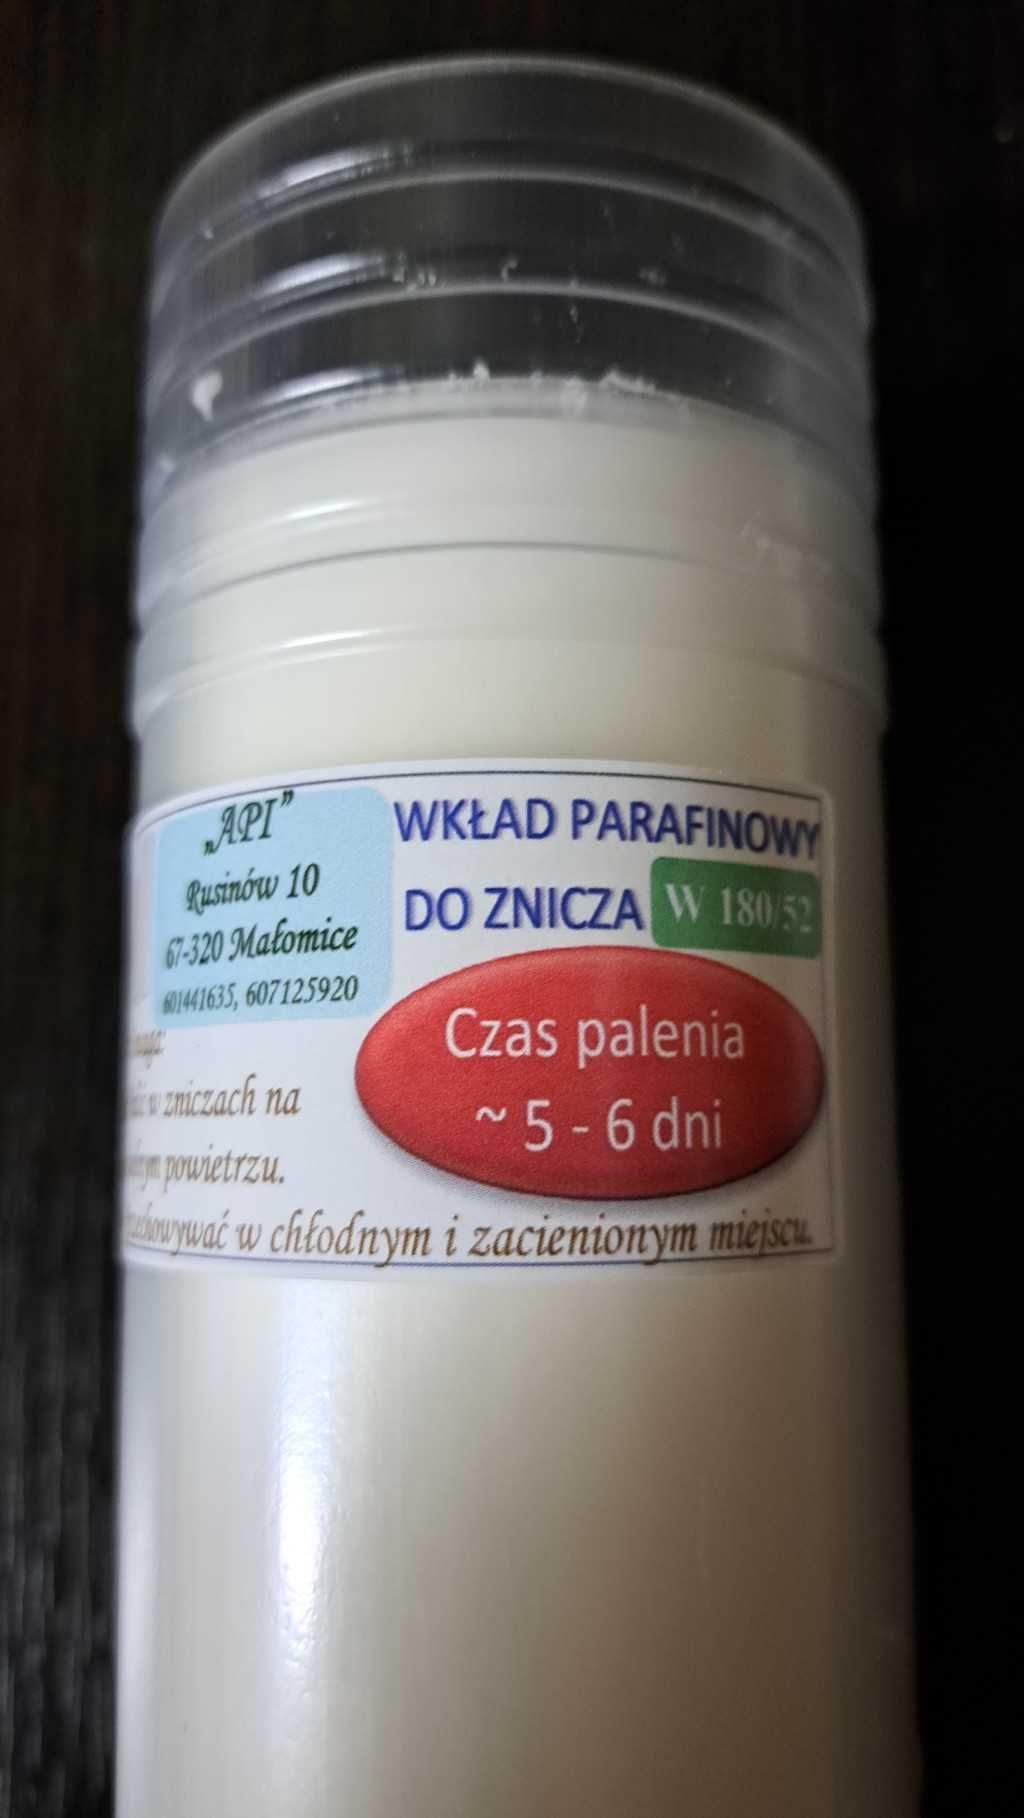 „API”
Rusinów 10
67-320 Małomice
601441635, 607125920
WKŁAD PARAFINOWY
DO ZNICZA W 180/52
Czas palenia
~ 5 - 6 dni
w zniczach na
powietrzu.
w chłodnym i zacienionym miejscu.